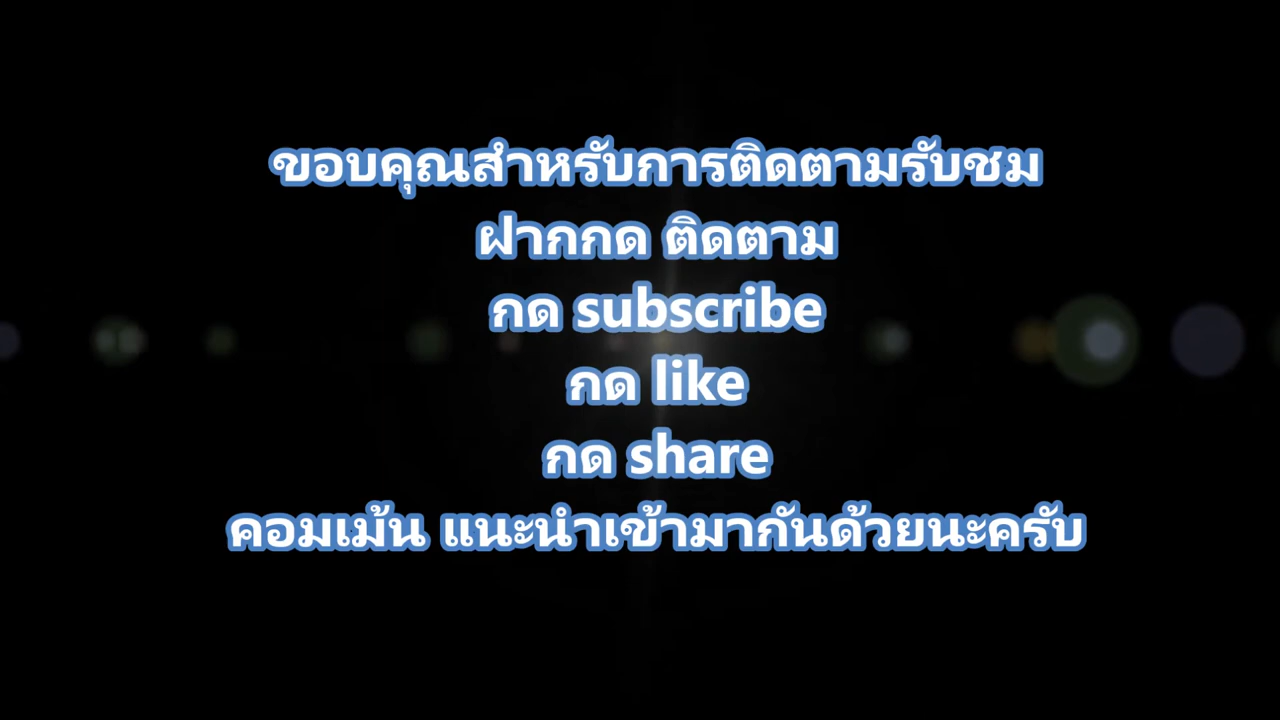 ขอบคุณสำหรับการติดตามรับชม
ฝากกด ติดตาม
กด subscribe
กด like
กด share
คอมเม้น แนะนำเข้ามากันด้วยนะครับ